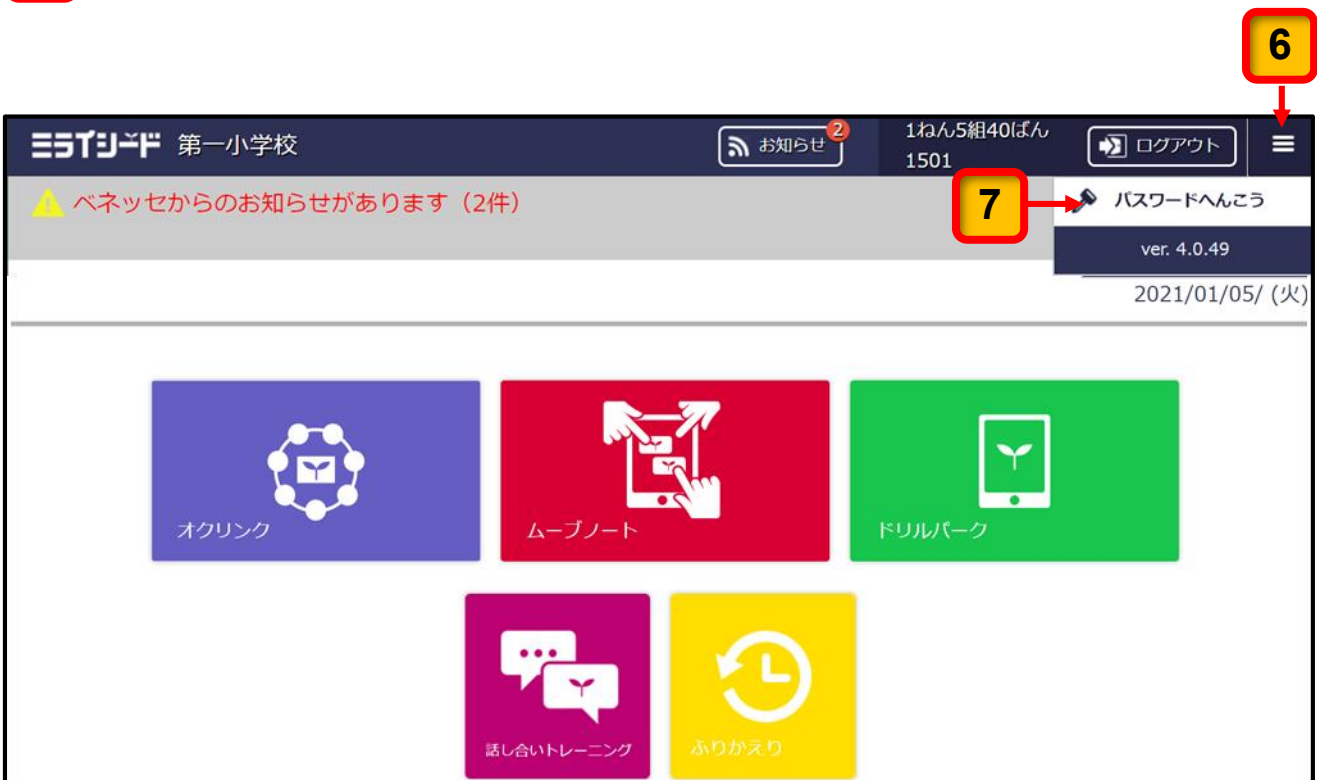 6
ミライシード 第一小学校
お知らせ 2
1ねん5組40ばん
1501
ログアウト
ベネッセからのお知らせがあります（2件）
7
パスワードへんこう
ver. 4.0.49
2021/01/05/ (火)
オクリンク
ムーブノート
ドリルパーク
話し合いトレーニング
ふりかえり